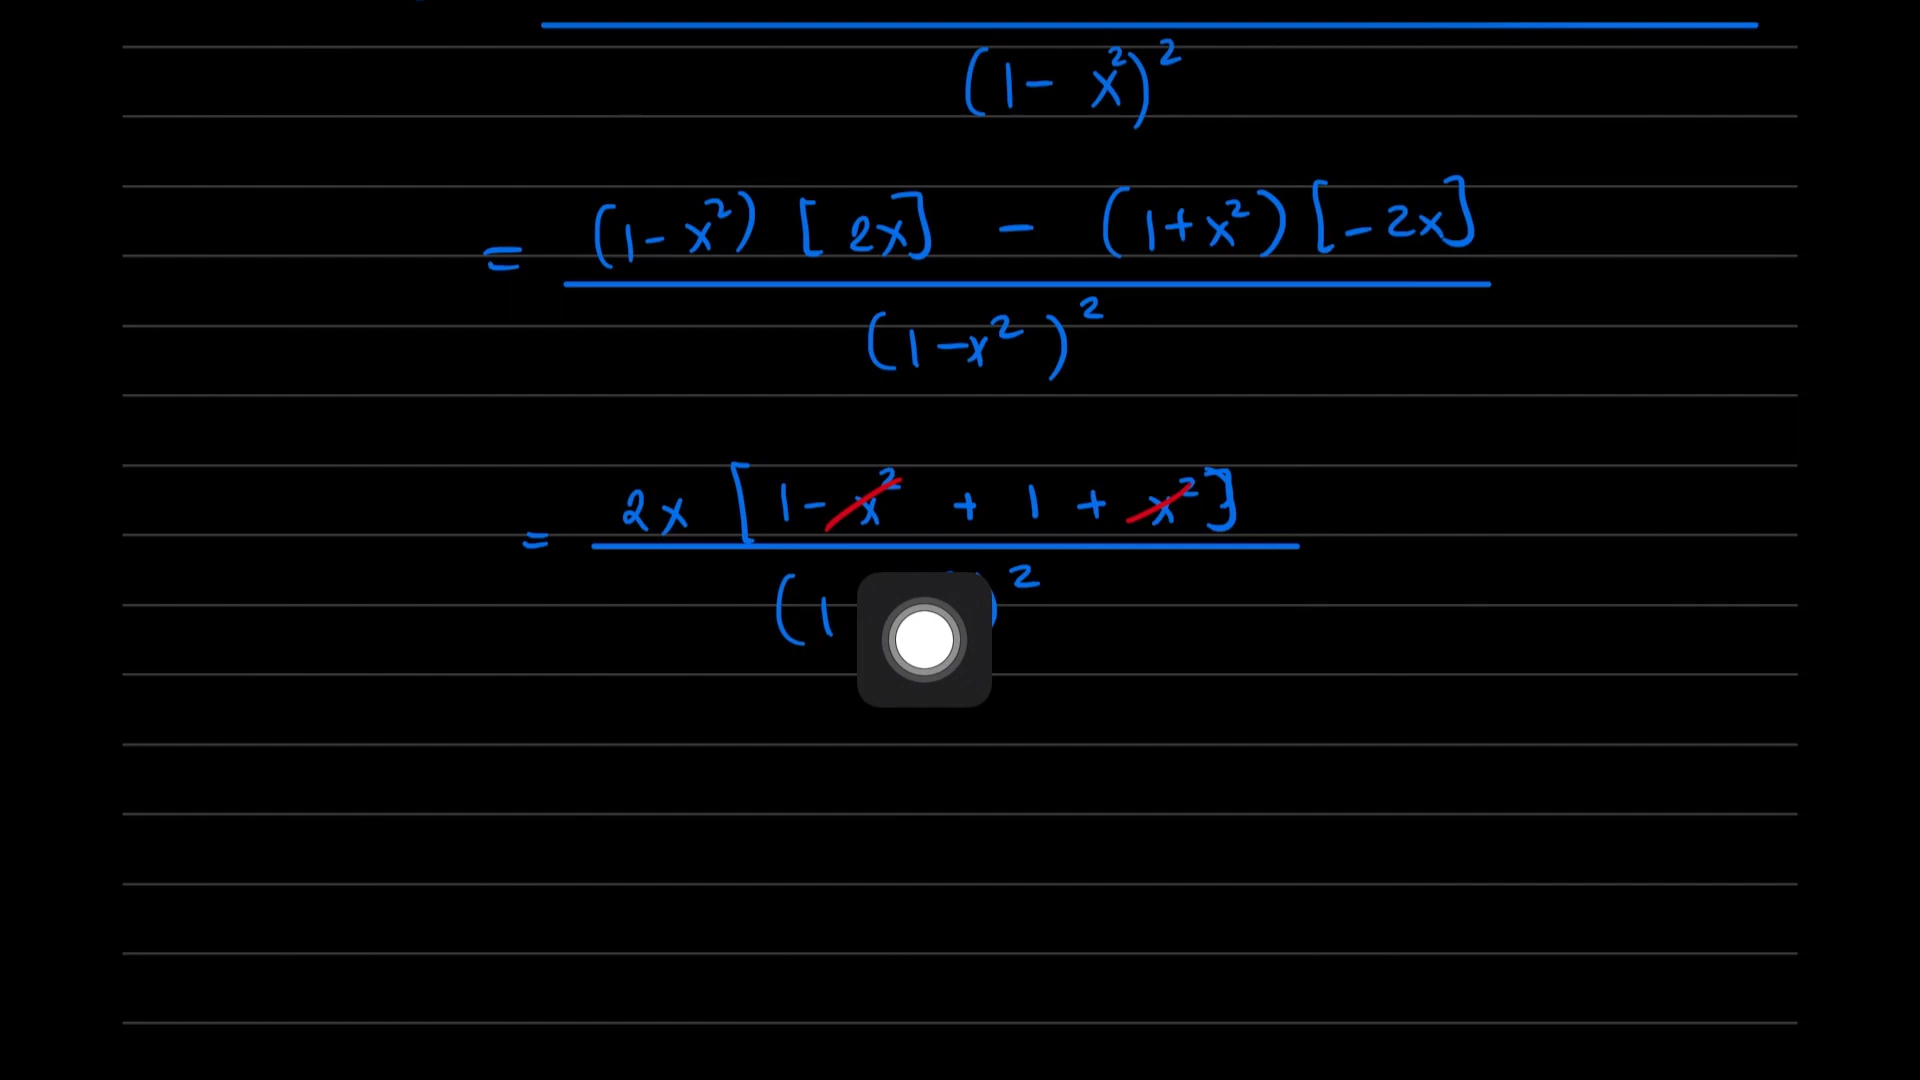 (1 - x²)²
= (1-x²) [2x] - (1+x²) [-2x]
(1-x²)²
= 2x [1 - x² + 1 + x²]
(1 )²